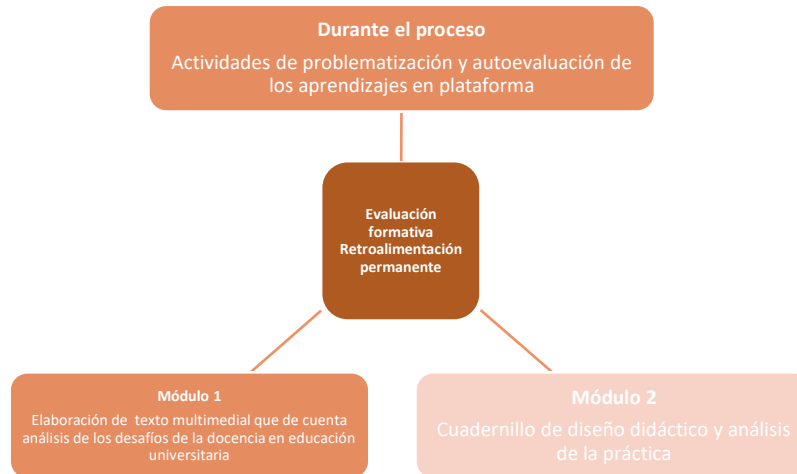 Durante el proceso
Actividades de problematización y autoevaluación de
los aprendizajes en plataforma
Evaluación
formativa
Retroalimentación
permanente
Módulo 1
Elaboración de texto multimedial que de cuenta
análisis de los desafíos de la docencia en educación
universitaria
Módulo 2
Cuadernillo de diseño didáctico y análisis
de la práctica